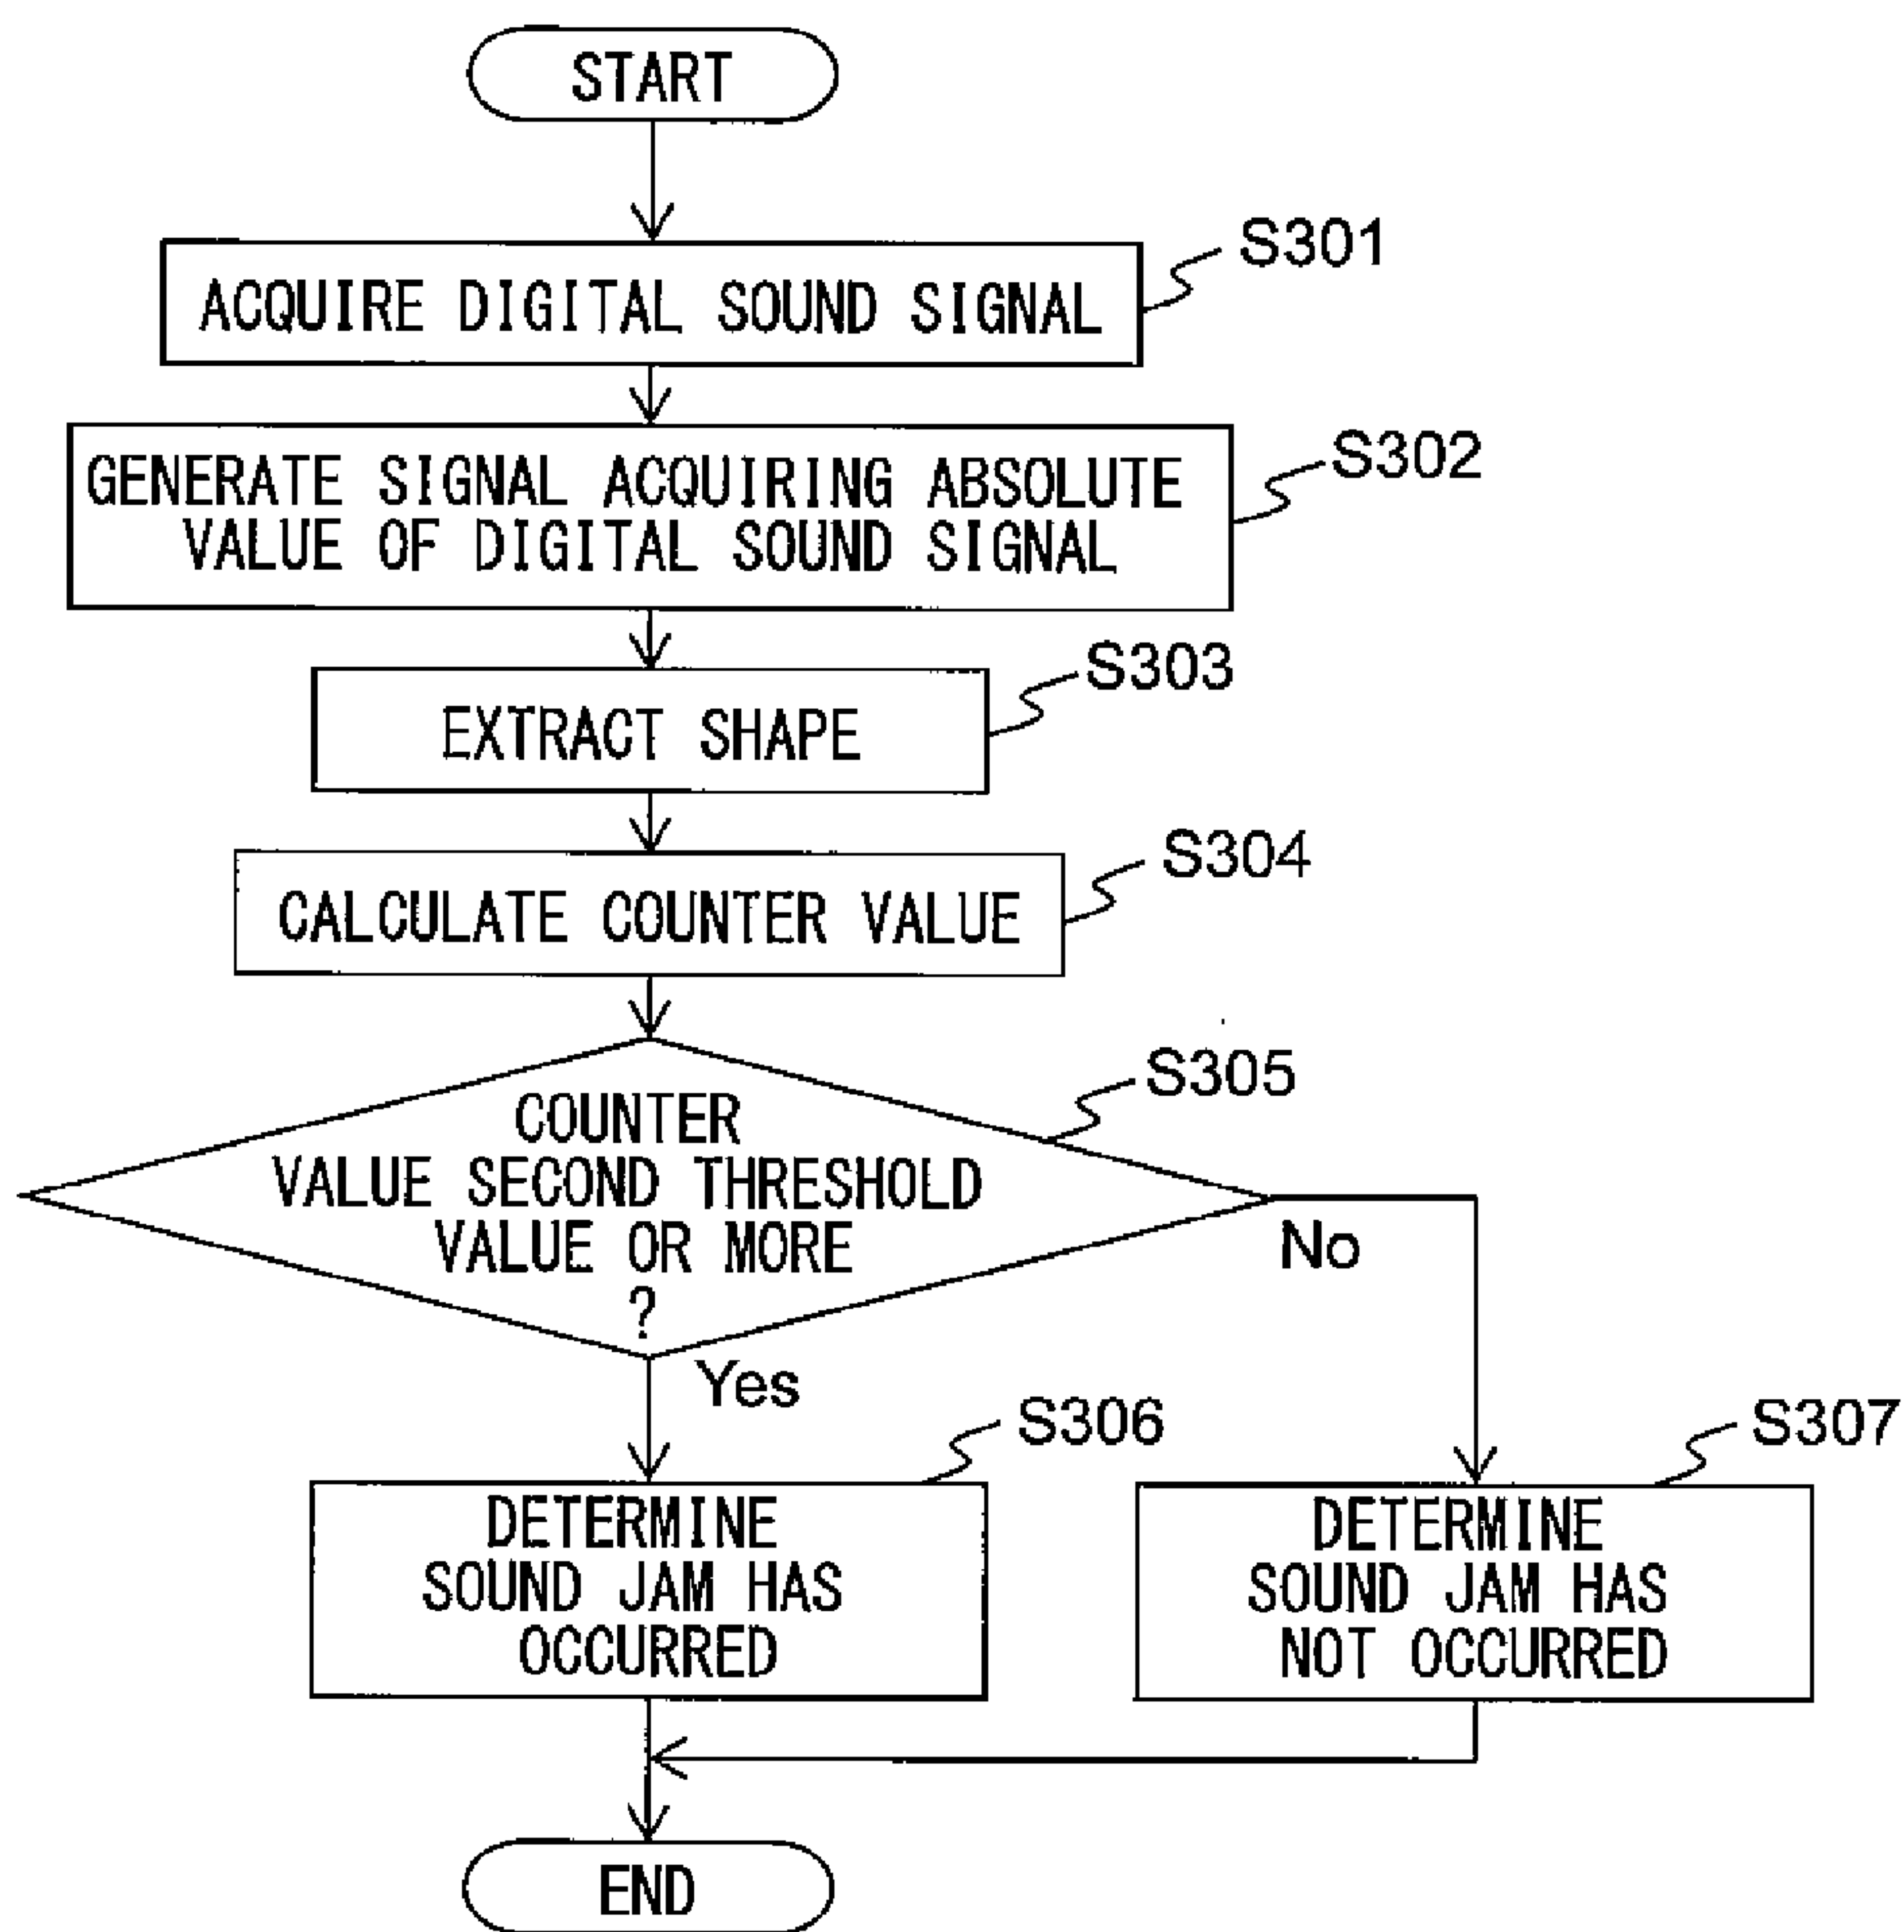 START
S301
ACQUIRE DIGITAL SOUND SIGNAL
S302
GENERATE SIGNAL ACQUIRING ABSOLUTE
VALUE OF DIGITAL SOUND SIGNAL
S303
EXTRACT SHAPE
S304
CALCULATE COUNTER VALUE
S305
COUNTER
VALUE SECOND THRESHOLD
VALUE OR MORE
?
No
Yes
S306
DETERMINE
SOUND JAM HAS
OCCURRED
S307
DETERMINE
SOUND JAM HAS
NOT OCCURRED
END